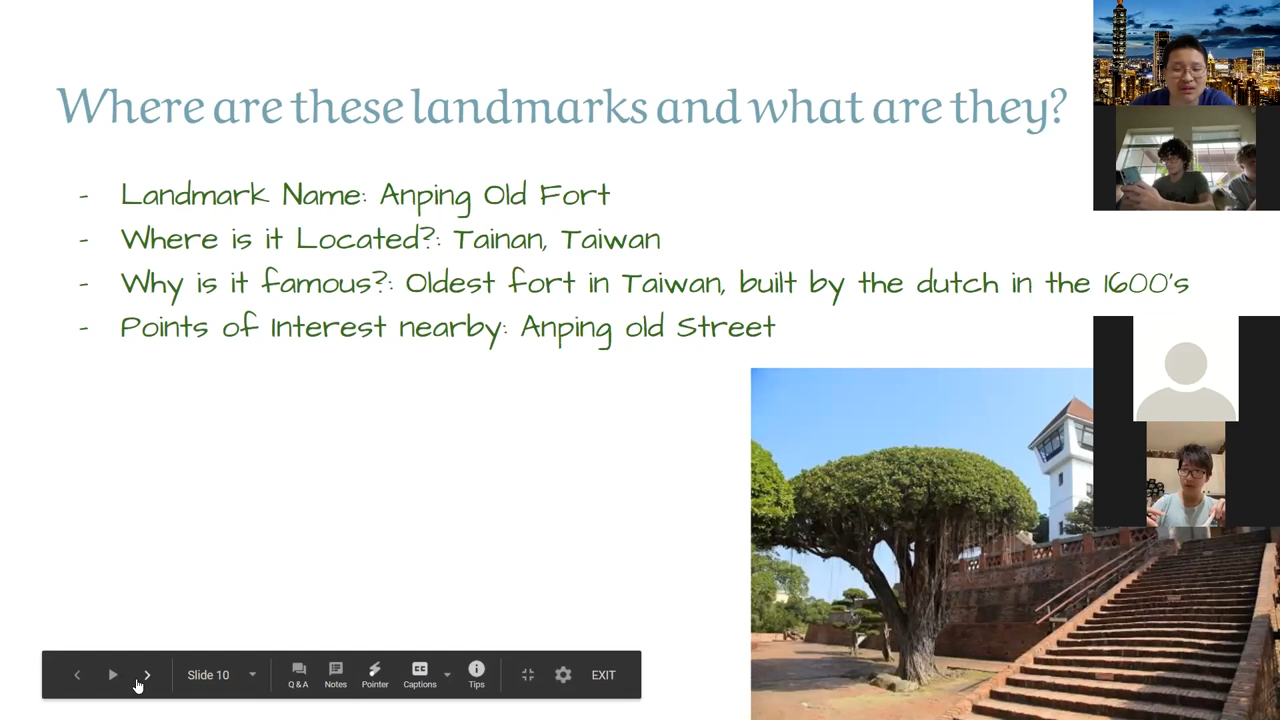 Where are these landmarks and what are they?
- Landmark Name: Anping Old Fort
- Where is it Located?: Tainan, Taiwan
- Why is it famous?: Oldest fort in Taiwan, built by the dutch in the 1600's
- Points of Interest nearby: Anping old Street
Slide 10
Q & A
Notes
Pointer
CC
Captions
Tips
EXIT